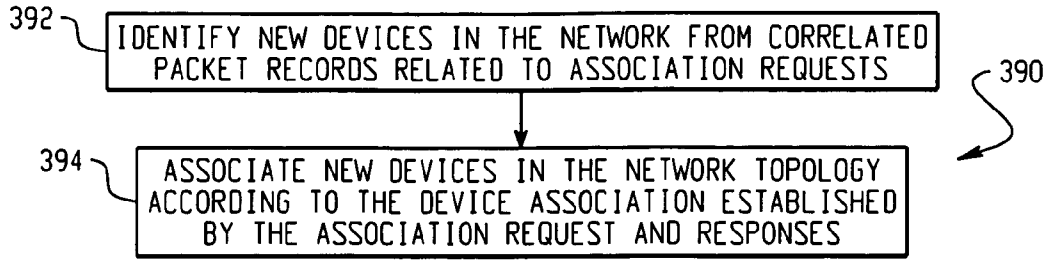 392
IDENTIFY NEW DEVICES IN THE NETWORK FROM CORRELATED
PACKET RECORDS RELATED TO ASSOCIATION REQUESTS
390
394
ASSOCIATE NEW DEVICES IN THE NETWORK TOPOLOGY
ACCORDING TO THE DEVICE ASSOCIATION ESTABLISHED
BY THE ASSOCIATION REQUEST AND RESPONSES